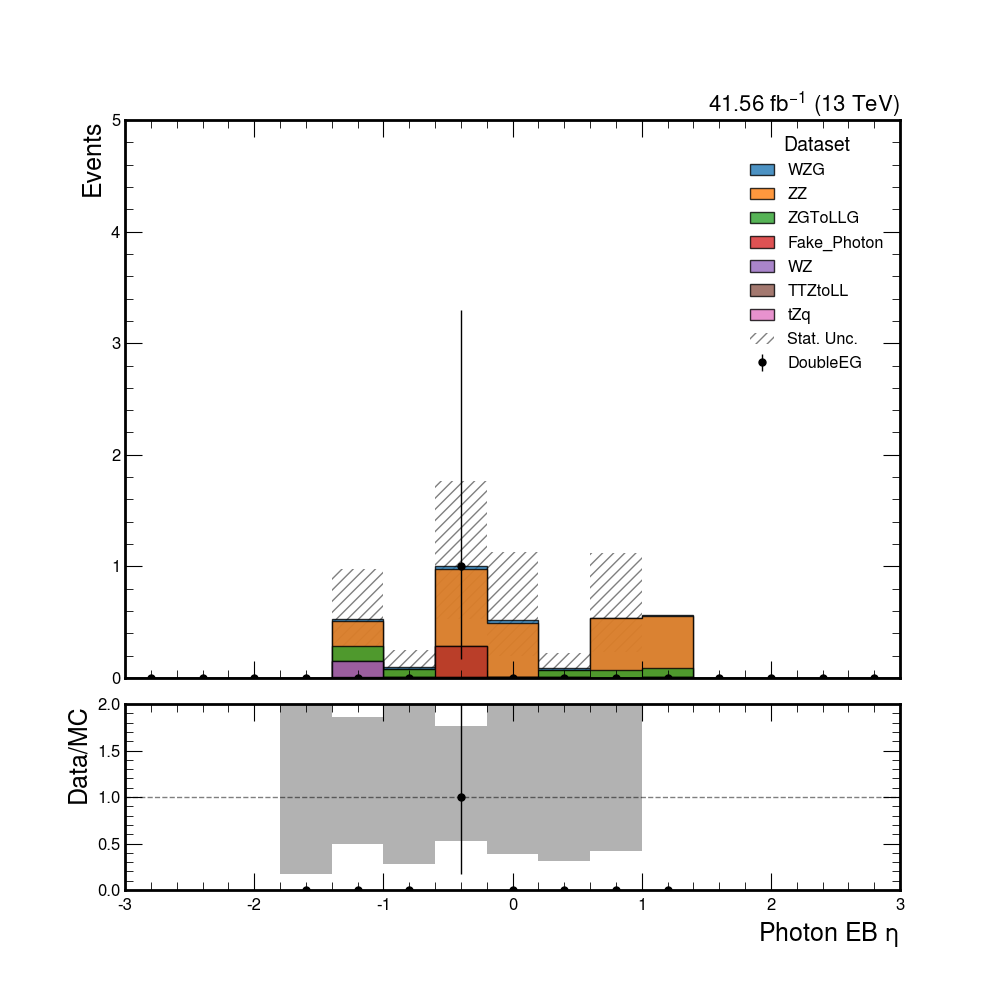 41.56 fb⁻¹ (13 TeV)
Events
5
4
3
2
1
0
Dataset
WZG
ZZ
ZGToLLG
Fake_Photon
WZ
TTZtoLL
tZq
Stat. Unc.
DoubleEG
Data/MC
2.0
1.5
1.0
0.5
0.0
-3 -2 -1 0 1 2 3
Photon EB η